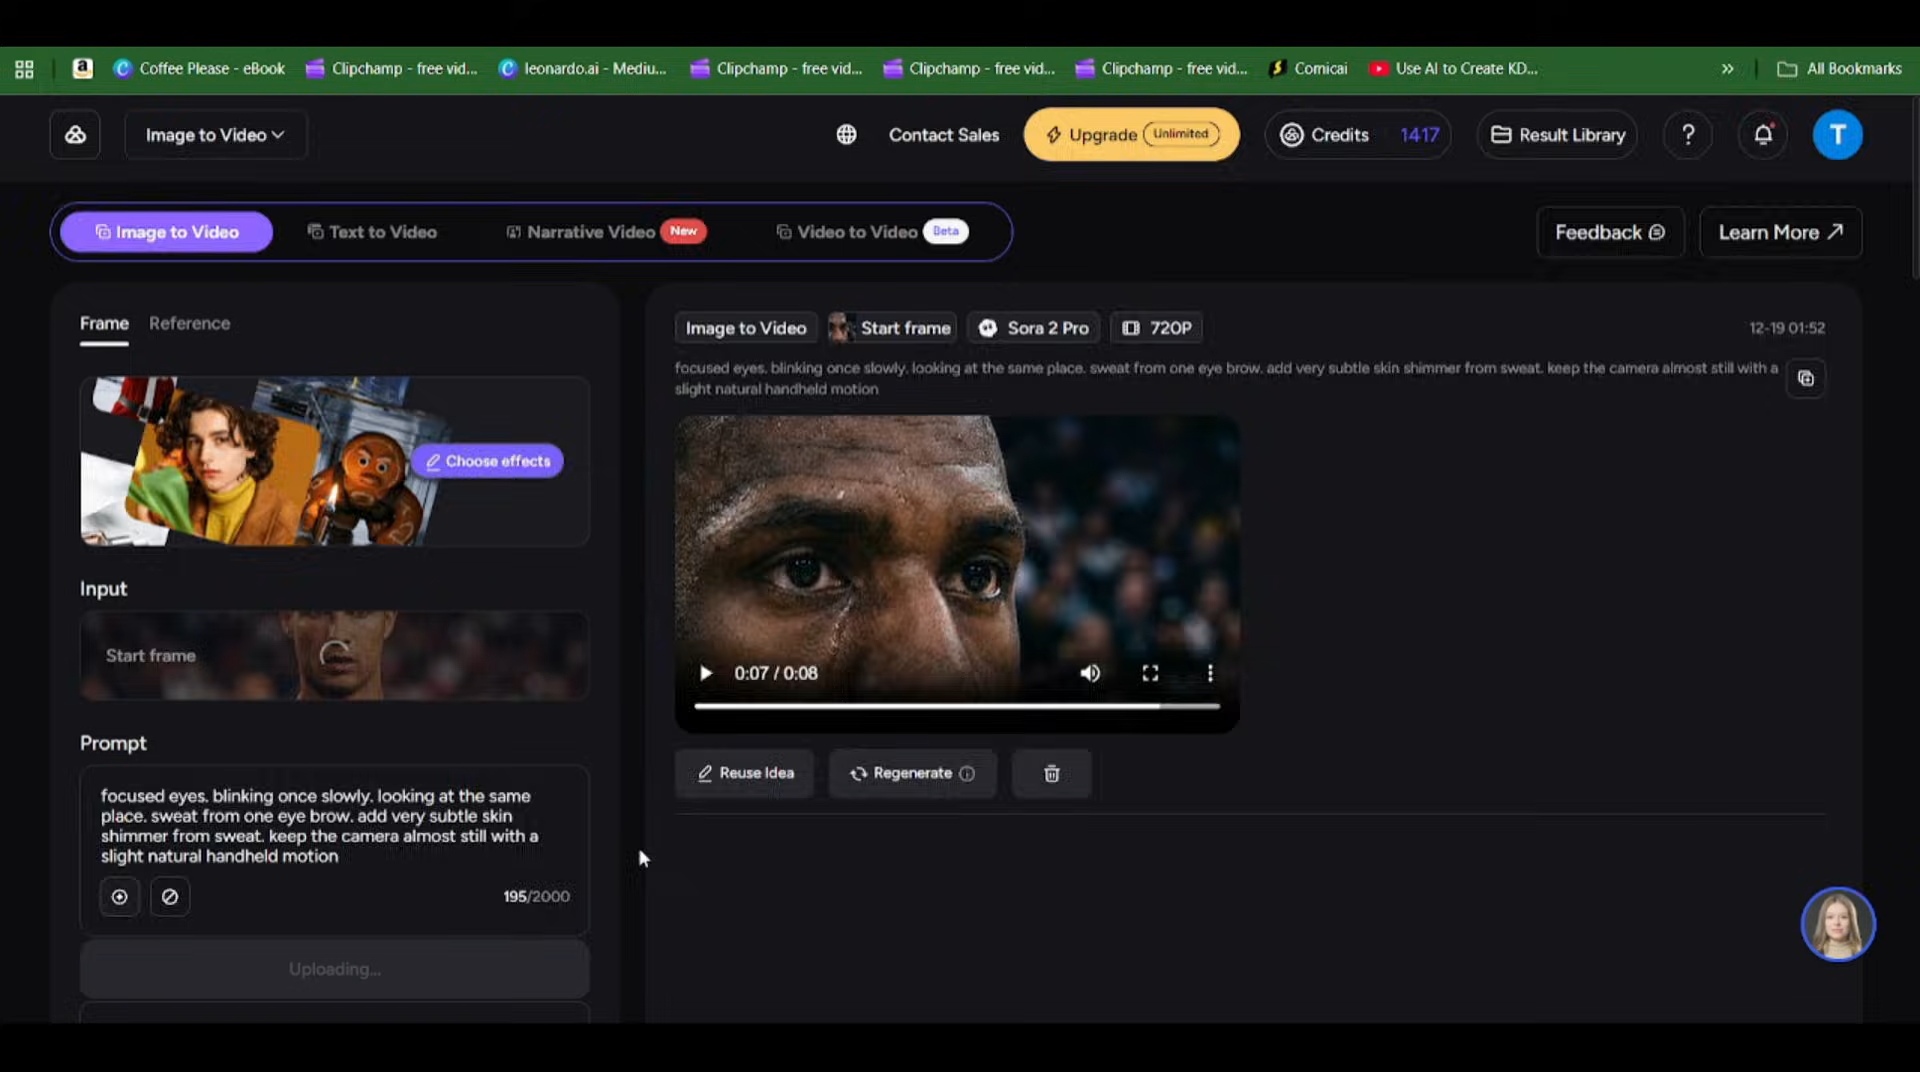 Coffee Please - eBook
Clipchamp - free vid...
leonardo.ai - Mediu...
Clipchamp - free vid...
Clipchamp - free vid...
Clipchamp - free vid...
Comicai
Use AI to Create KD...
All Bookmarks
Image to Video
Contact Sales
Upgrade Unlimited
Credits 1417
Result Library
?
T
Image to Video
Text to Video
Narrative Video New
Video to Video Beta
Feedback
Learn More
Frame
Reference
Choose effects
Input
Start frame
Prompt
focused eyes. blinking once slowly. looking at the same
place. sweat from one eye brow. add very subtle skin
shimmer from sweat. keep the camera almost still with a
slight natural handheld motion
195/2000
Uploading...
Image to Video
Start frame
Sora 2 Pro
720P
12-19 01:52
focused eyes. blinking once slowly. looking at the same place. sweat from one eye brow. add very subtle skin shimmer from sweat. keep the camera almost still with a
slight natural handheld motion
0:07 / 0:08
Reuse Idea
Regenerate